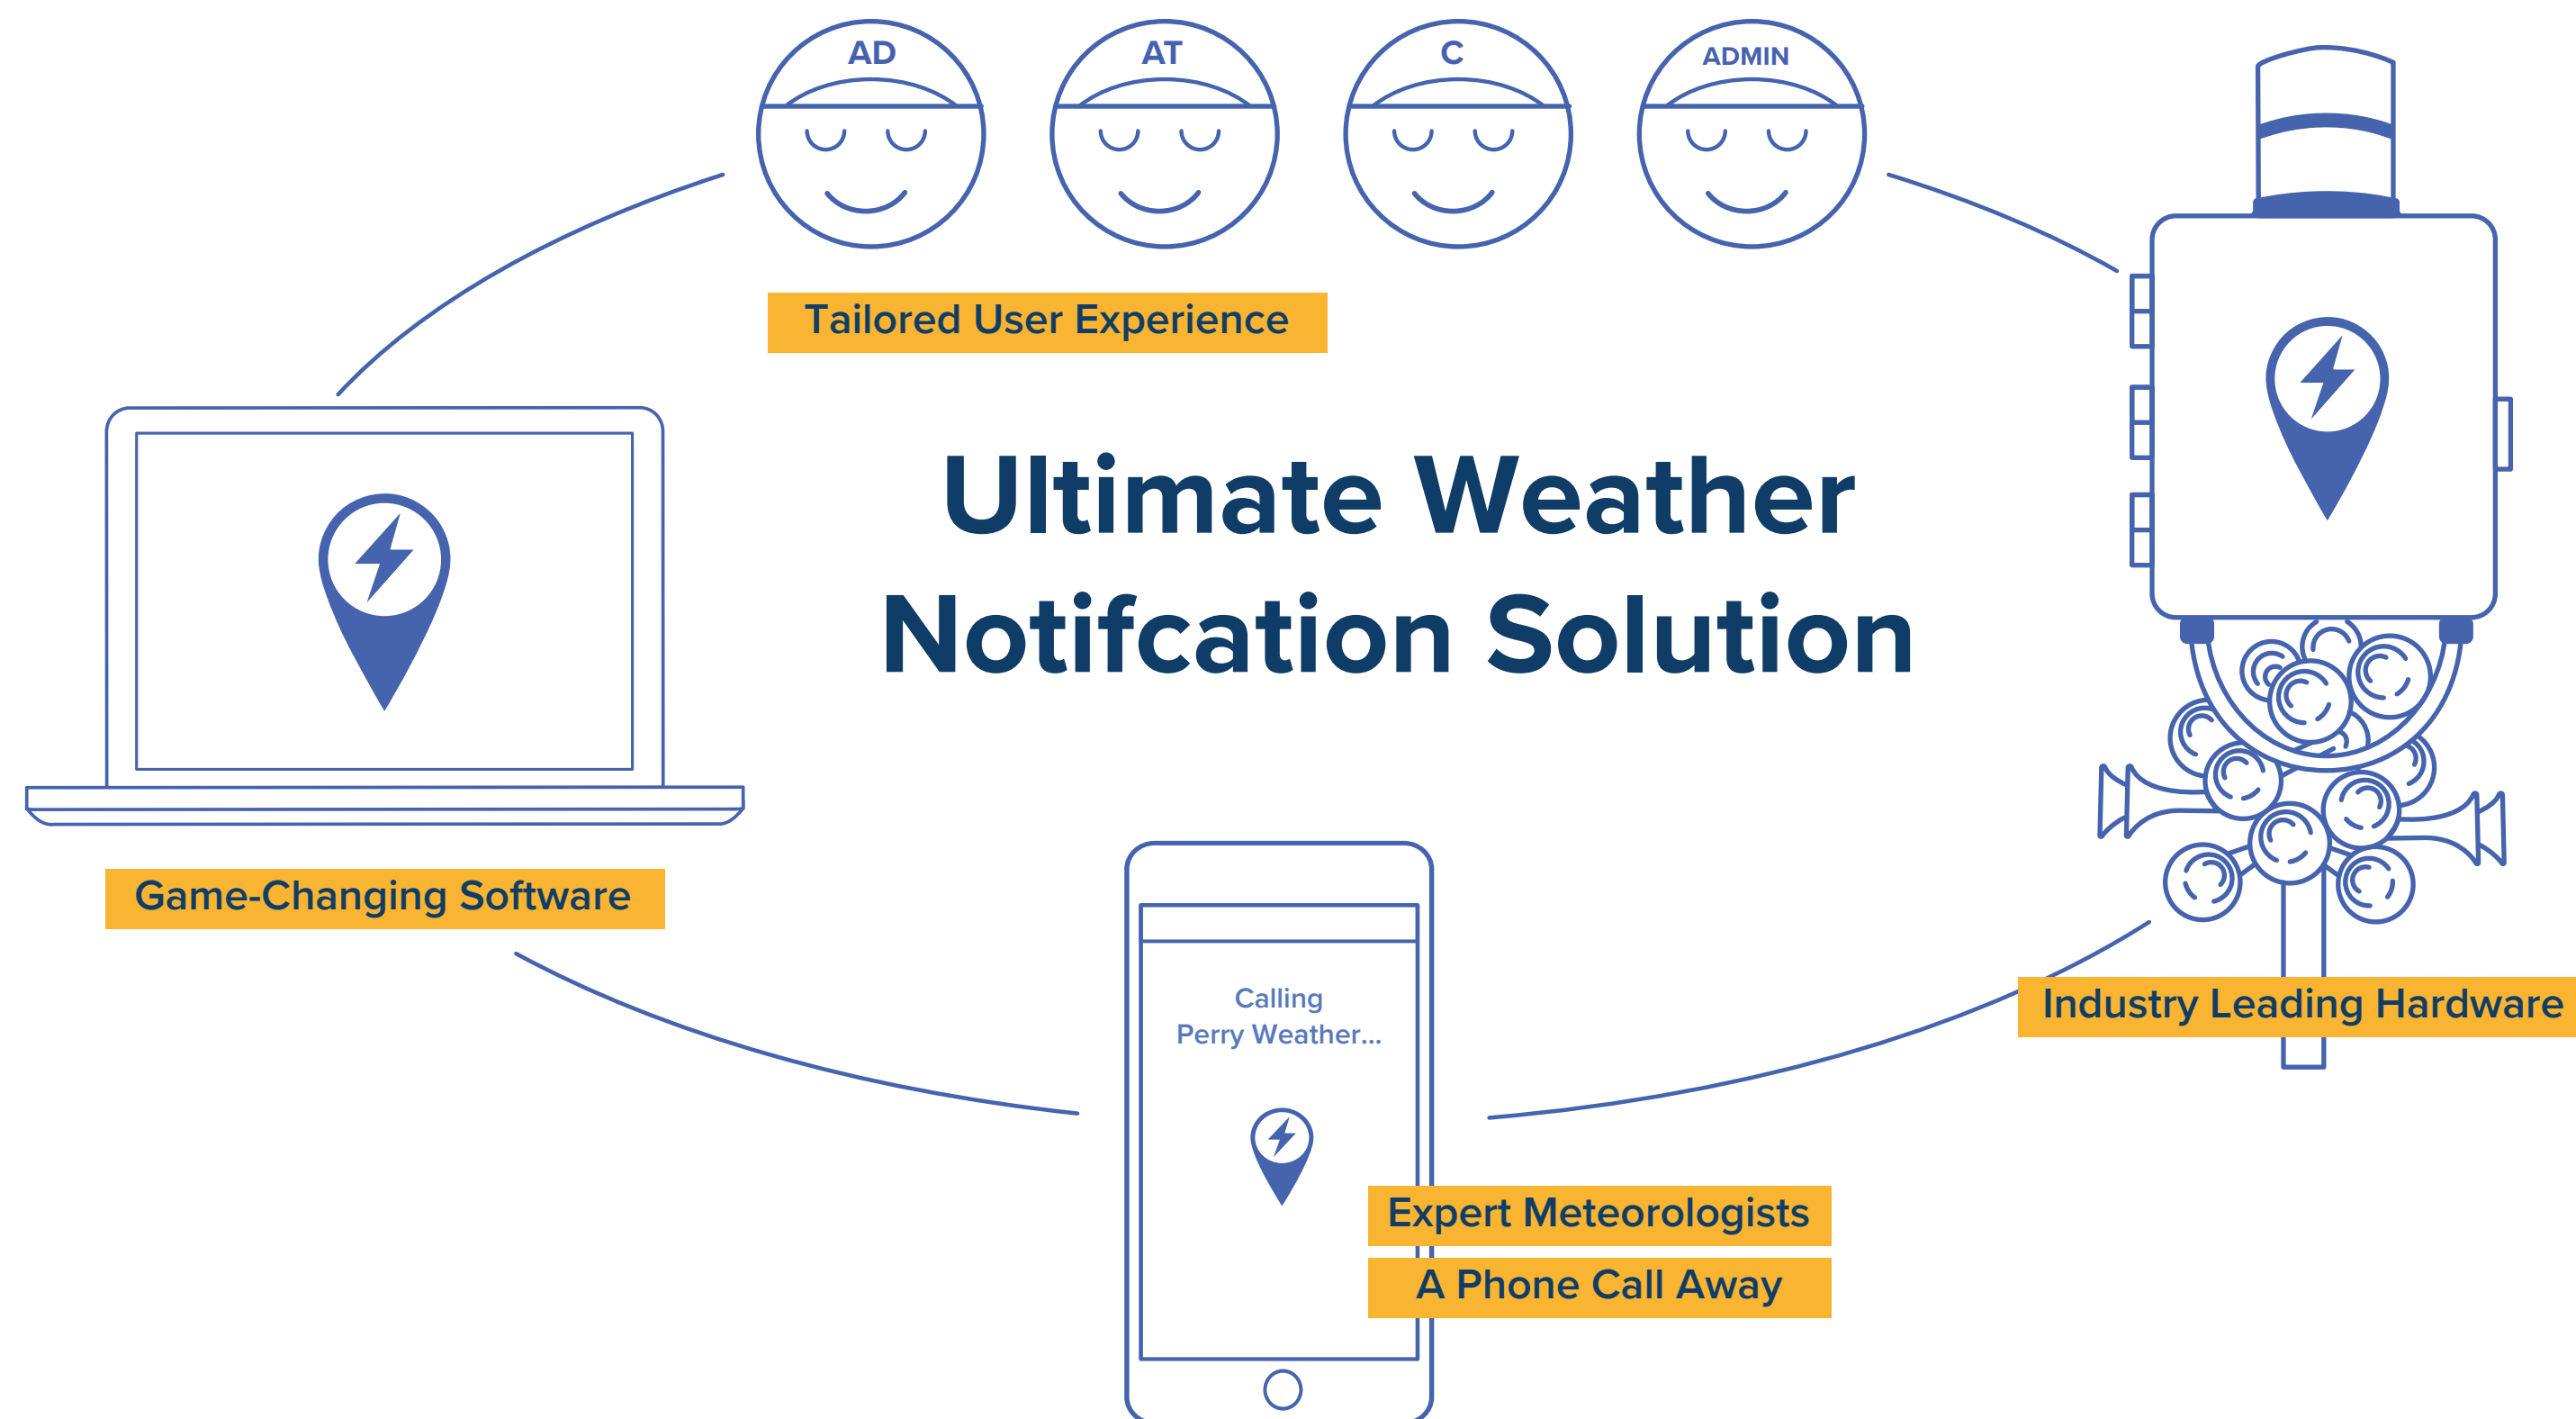 AD
AT
C
ADMIN
Tailored User Experience
Ultimate Weather
Notifcation Solution
Game-Changing Software
Calling
Perry Weather...
Industry Leading Hardware
Expert Meteorologists
A Phone Call Away